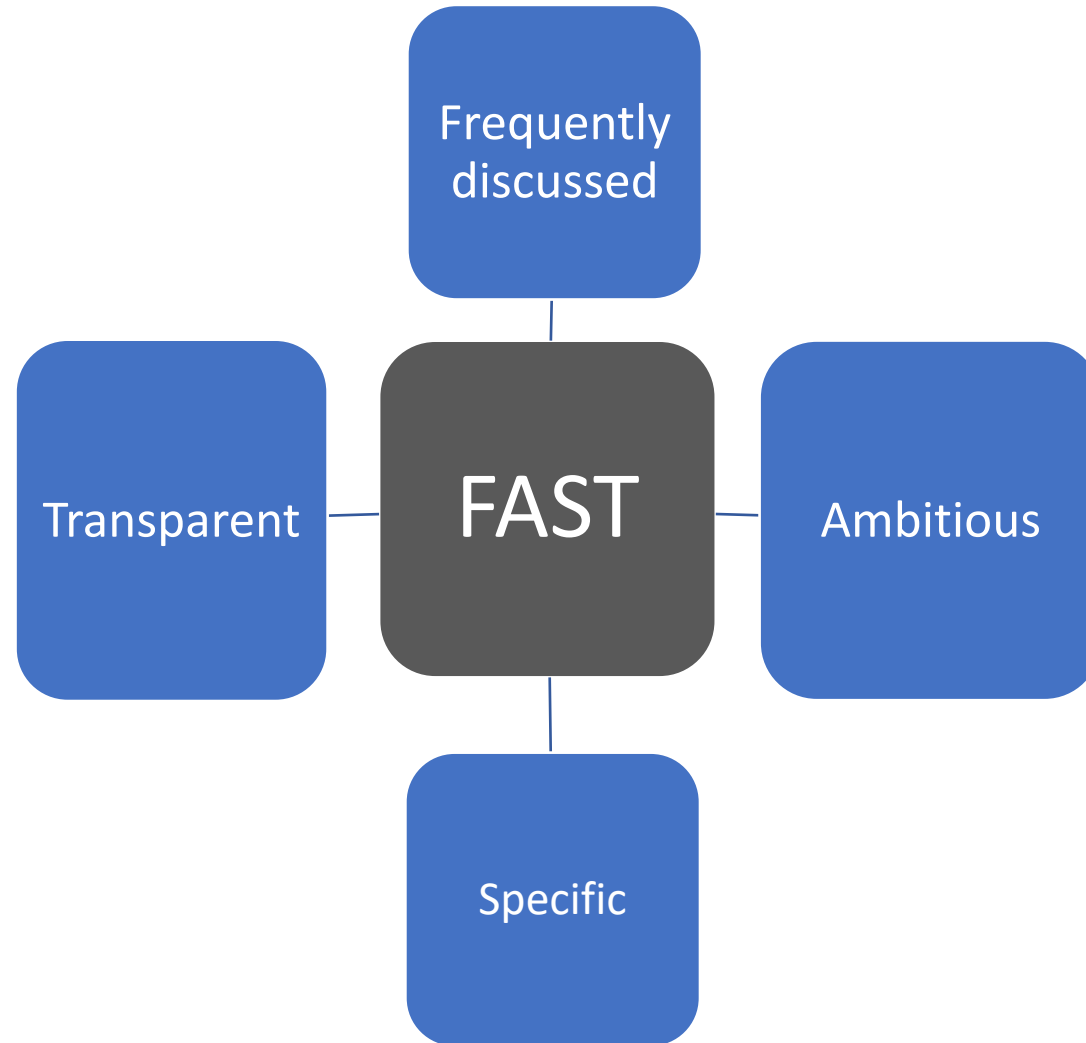 Frequently
discussed
Transparent
FAST
Ambitious
Specific